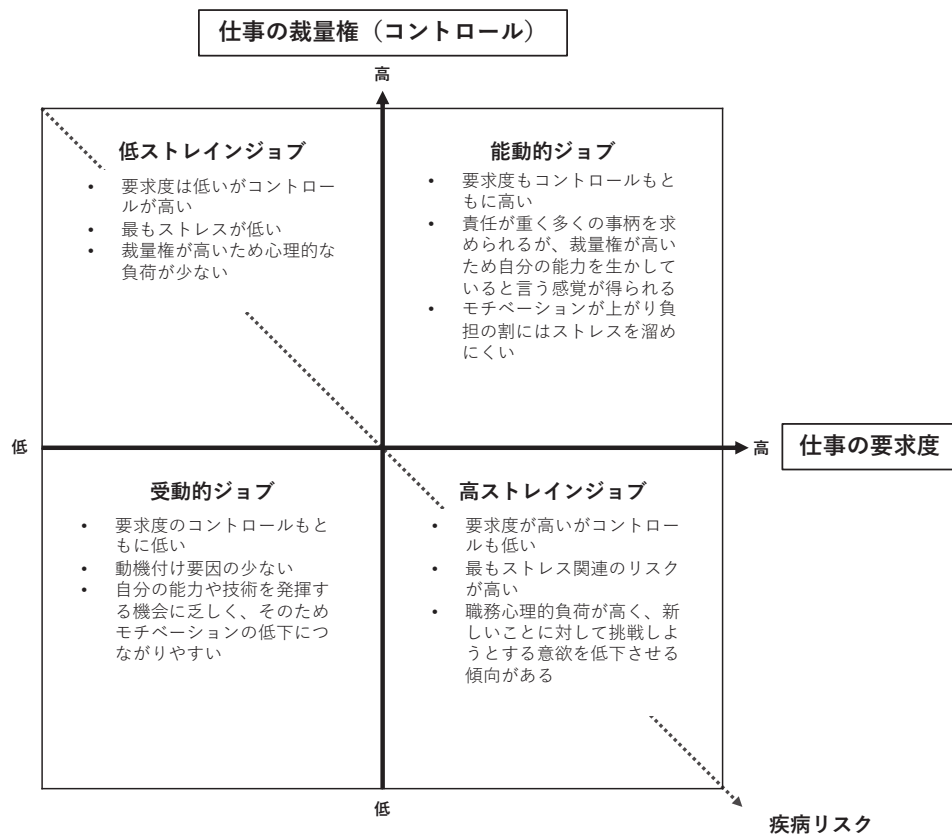 仕事の裁量権（コントロール）
高
低ストレインジョブ
• 要求度は低いがコントロー
ルが高い
• 最もストレスが低い
• 裁量権が高いため心理的な
負荷が少ない
能動的ジョブ
• 要求度もコントロールもと
もに高い
• 責任が重く多くの事柄を求
められるが、裁量権が高い
ため自分の能力を生かして
いると言う感覚が得られる
• モチベーションが上がり負
担の割にはストレスを溜め
にくい
低
高
仕事の要求度
受動的ジョブ
• 要求度のコントロールもと
もに低い
• 動機付け要因の少ない
• 自分の能力や技術を発揮す
る機会に乏しく、そのため
モチベーションの低下につ
ながりやすい
高ストレインジョブ
• 要求度が高いがコントロー
ルも低い
• 最もストレス関連のリスク
が高い
• 職務心理的負荷が高く、新
しいことに対して挑戦しよ
うとする意欲を低下させる
傾向がある
低
疾病リスク